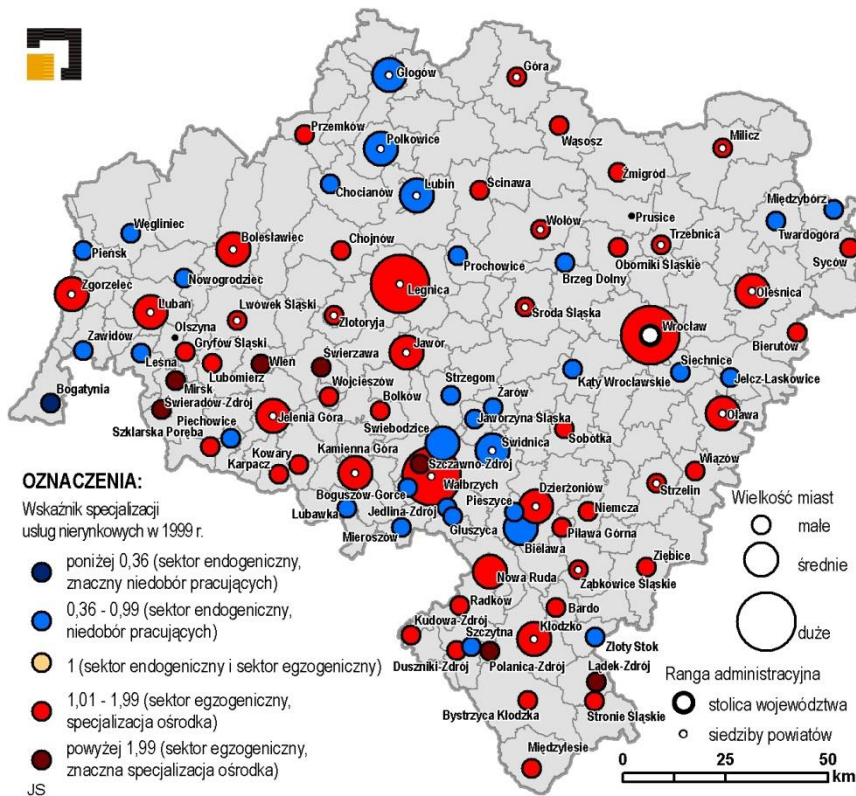 Głogów
Góra
Przemków
Polkowice
Wąsosz
Milicz
Żmigród
Chocianów
Lubin
Ścinawa
Międzybórz
Prusice
Węgliniec
Wołów
Trzebnica
Twardogóra
Bolesławiec
Chojnów
Pieńsk
Prochowice
Oborniki Śląskie
Syców
Nowogrodziec
Brzeg Dolny
Zgorzelec
Legnica
Oleśnica
Lubań
Lwówek Śląski
Złotoryja
Środa Śląska
Wrocław
Olszyna
Zawidów
Gryfów Śląski
Wleń
Świerzawa
Jawor
Bierutów
Leśna
Lubomierz
Siechnice
Mirsk
Wojcieszów
Strzegom
Żarów
Kąty Wrocławskie
Jelcz-Laskowice
Bogatynia
Świeradów-Zdrój
Bolków
Jaworzyna Śląska
Piechowice
Jelenia Góra
Świebodzice
Oława
Szklarska Poręba
Sobótka
Kamienna Góra
Świdnica
Kowary
Szczawno-Zdrój
Wiązów
Karpacz
Wałbrzych
Dzierżoniów
Strzelin
Boguszów-Gorce
Pieszyce
Niemcza
Lubawka
Jedlina-Zdrój
Głuszyca
Piława Górna
Mieroszów
Bielawa
Ziębice
Nowa Ruda
Ząbkowice Śląskie
Radków
Bardo
Kudowa-Zdrój
Szczytna
Kłodzko
Złoty Stok
Duszniki-Zdrój
Polanica-Zdrój
Lądek-Zdrój
Bystrzyca Kłodzka
Stronie Śląskie
Międzylesie
OZNACZENIA:
Wskaźnik specjalizacji
usług nierynkowych w 1999 r.
poniżej 0,36 (sektor endogeniczny,
znaczny niedobór pracujących)
0,36 - 0,99 (sektor endogeniczny,
niedobór pracujących)
1 (sektor endogeniczny i sektor egzogeniczny)
1,01 - 1,99 (sektor egzogeniczny,
specjalizacja ośrodka)
powyżej 1,99 (sektor egzogeniczny,
znaczna specjalizacja ośrodka)
JS
Wielkość miast
małe
średnie
duże
Ranga administracyjna
stolica województwa
siedziby powiatów
0 25 50
km